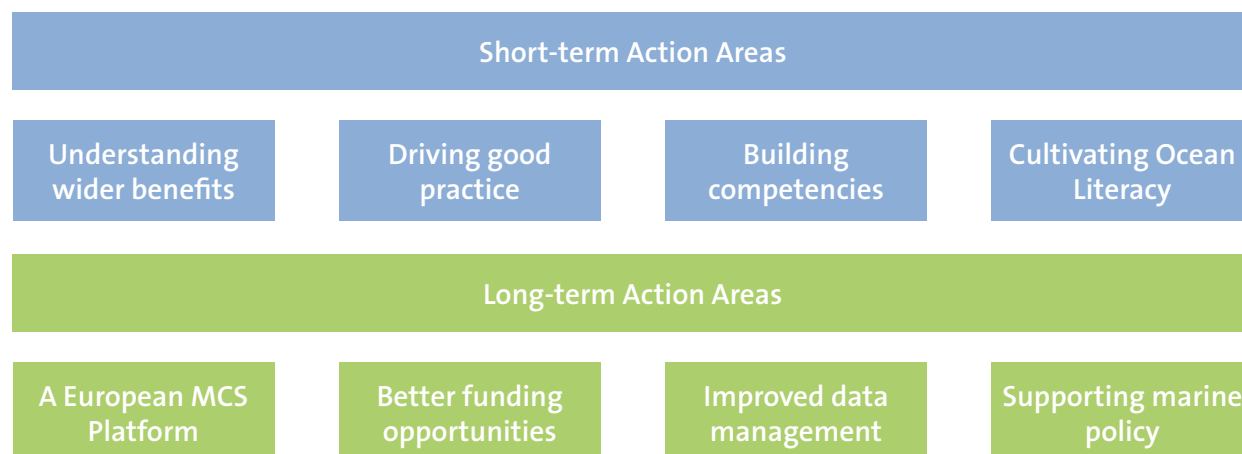 Short-term Action Areas
Understanding
wider benefits
Driving good
practice
Building
competencies
Cultivating Ocean
Literacy
Long-term Action Areas
A European MCS
Platform
Better funding
opportunities
Improved data
management
Supporting marine
policy